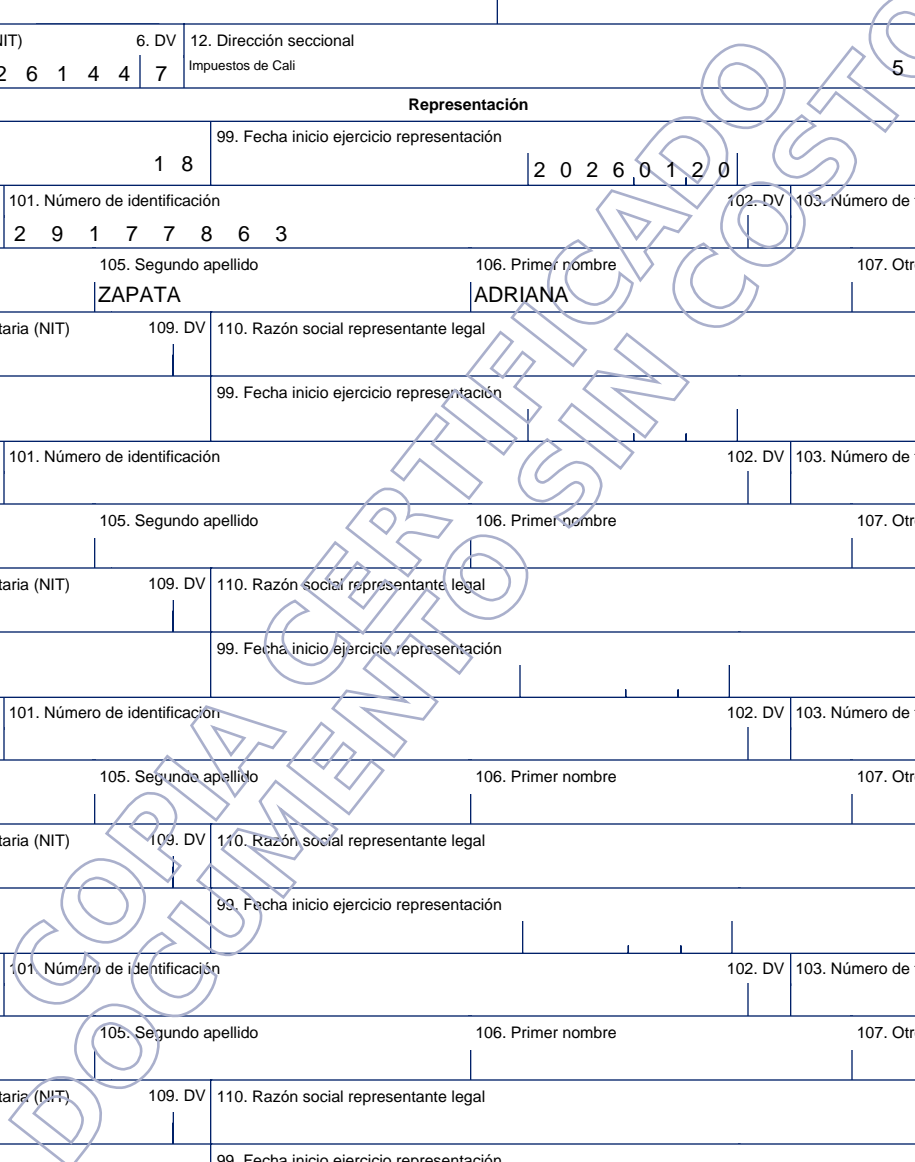 NIT) 6. DV 12. Dirección seccional
2 6 1 4 4 7 Impuestos de Cali 5
Representación
99. Fecha inicio ejercicio representación
1 8 2 0 2 6 0 1 2 0
101. Número de identificación 102. DV 103. Número de
2 9 1 7 7 8 6 3
105. Segundo apellido 106. Primer nombre 107. Otr
ZAPATA ADRIANA
taria (NIT) 109. DV 110. Razón social representante legal
99. Fecha inicio ejercicio representación
101. Número de identificación 102. DV 103. Número de
105. Segundo apellido 106. Primer nombre 107. Otr
taria (NIT) 109. DV 110. Razón social representante legal
99. Fecha inicio ejercicio representación
101. Número de identificación 102. DV 103. Número de
105. Segundo apellido 106. Primer nombre 107. Otr
taria (NIT) 109. DV 110. Razón social representante legal
99. Fecha inicio ejercicio representación
101. Número de identificación 102. DV 103. Número de
105. Segundo apellido 106. Primer nombre 107. Otr
taria (NIT) 109. DV 110. Razón social representante legal
99. Fecha inicio ejercicio representación
COPIA CERTIFICADO
DOCUMENTO SIN COSTO